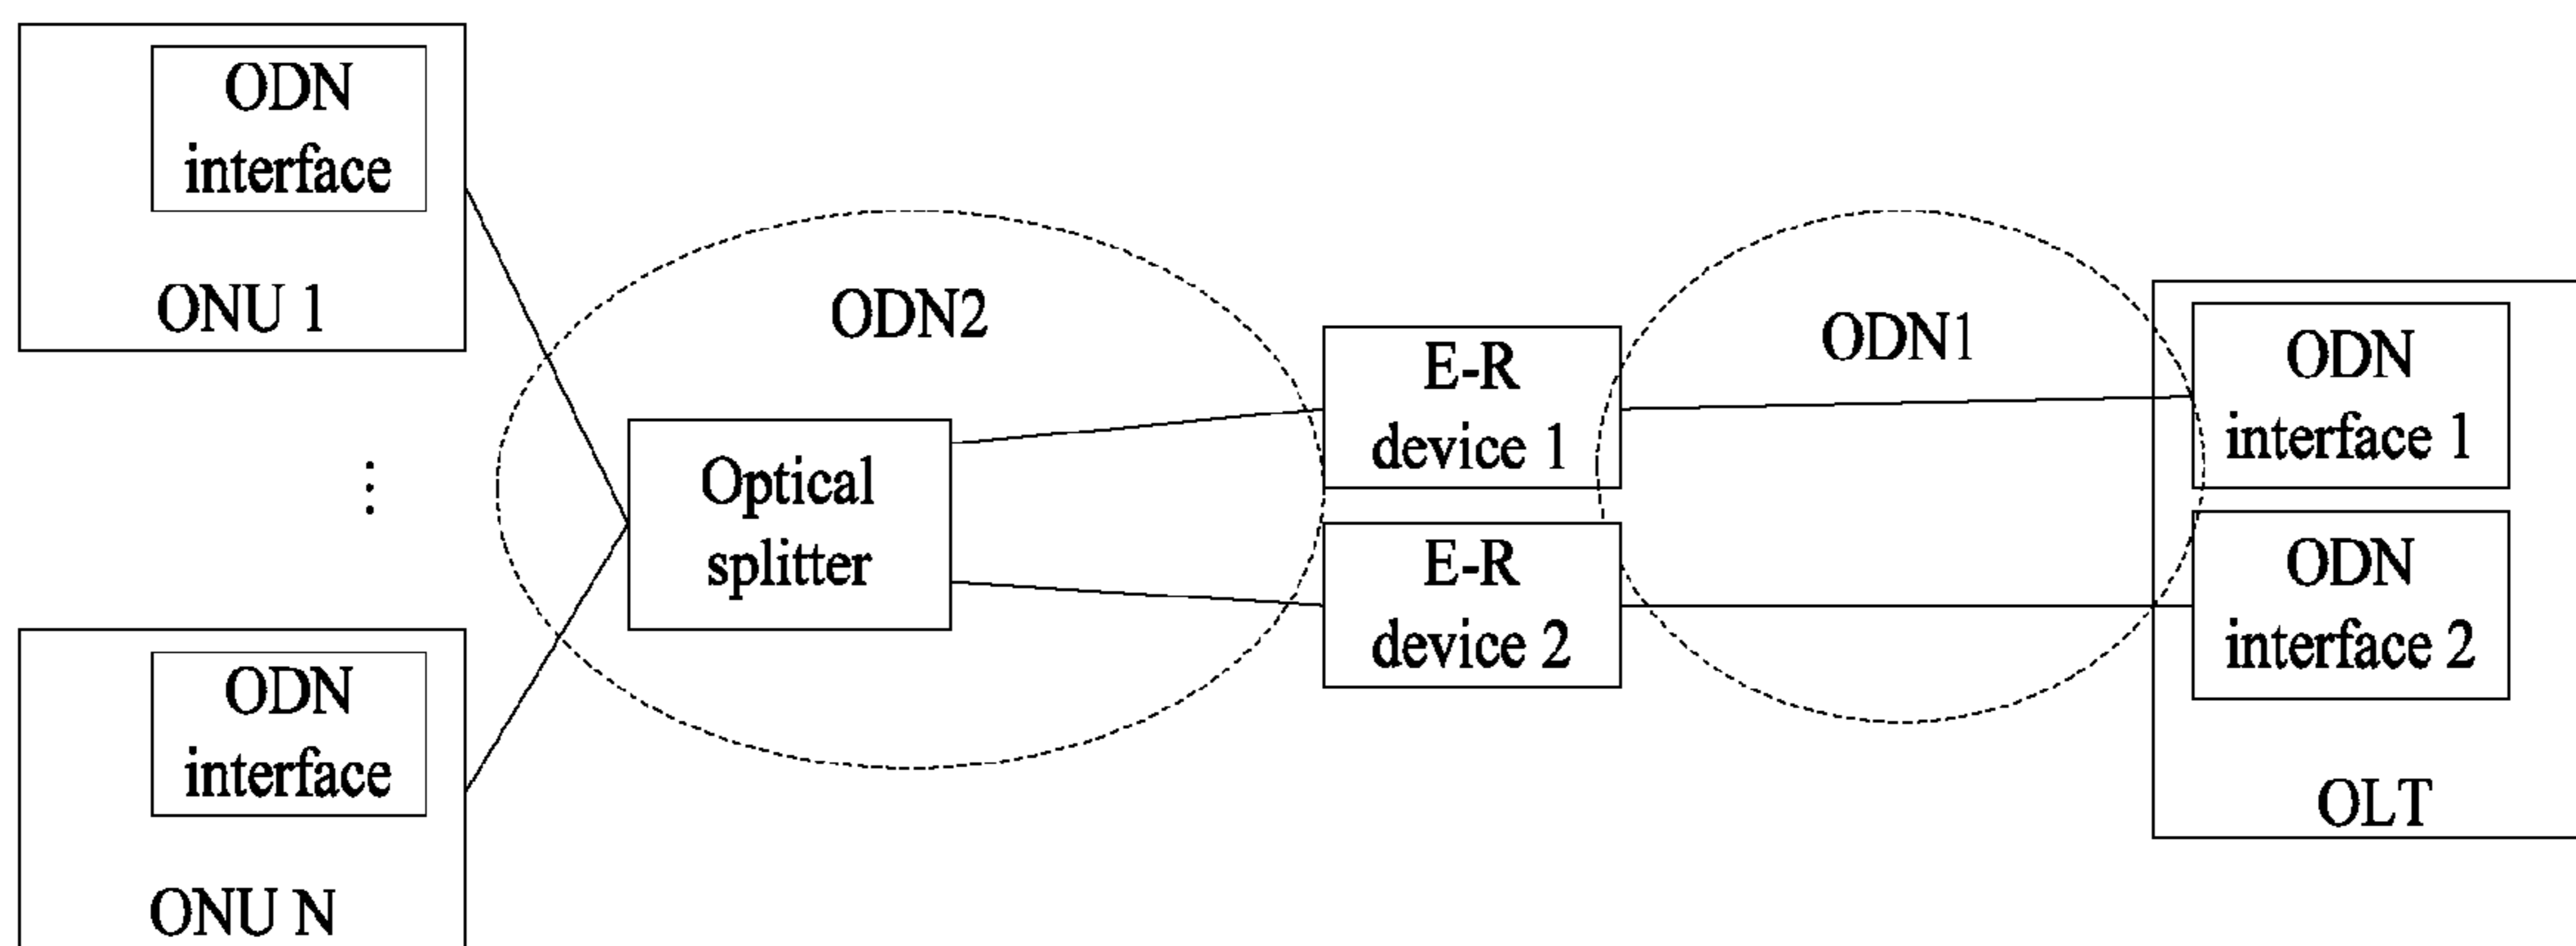 ODN
interface
ONU 1
ODN
interface
ONU N
ODN2
Optical
splitter
E-R
device 1
E-R
device 2
ODN1
ODN
interface 1
ODN
interface 2
OLT